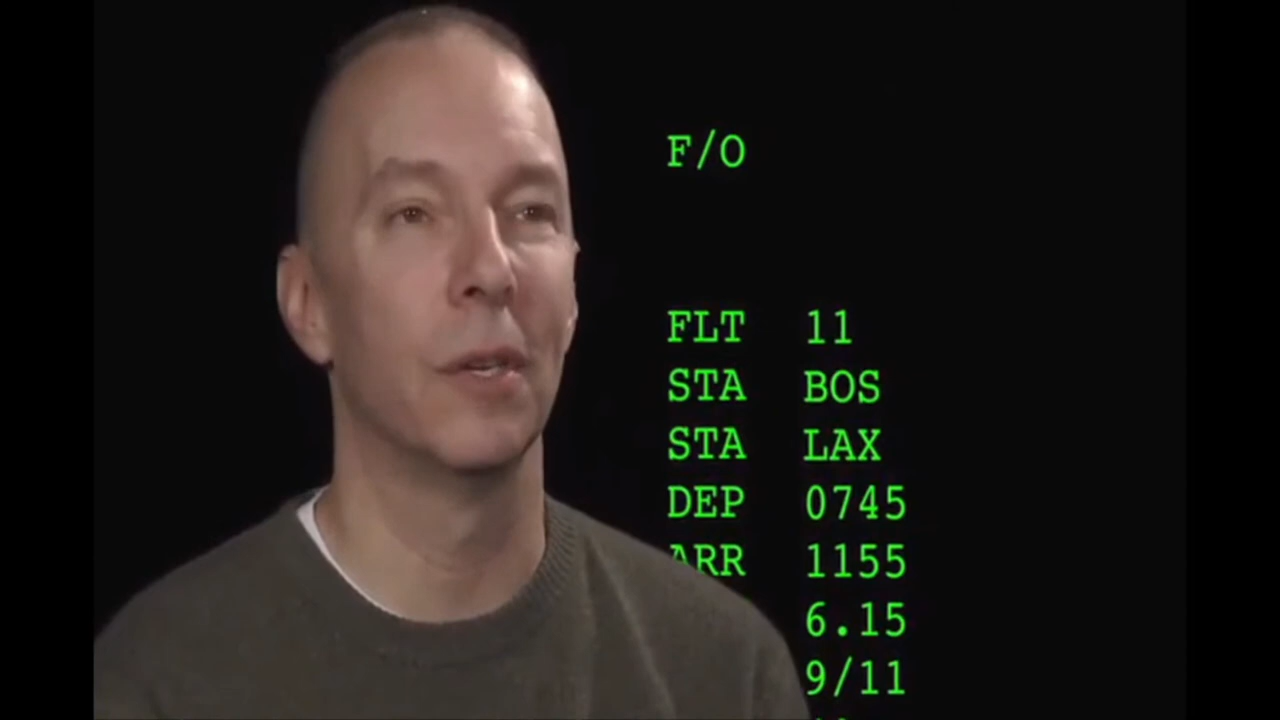 F/O
FLT 11
STA BOS
STA LAX
DEP 0745
ARR 1155
6.15
9/11